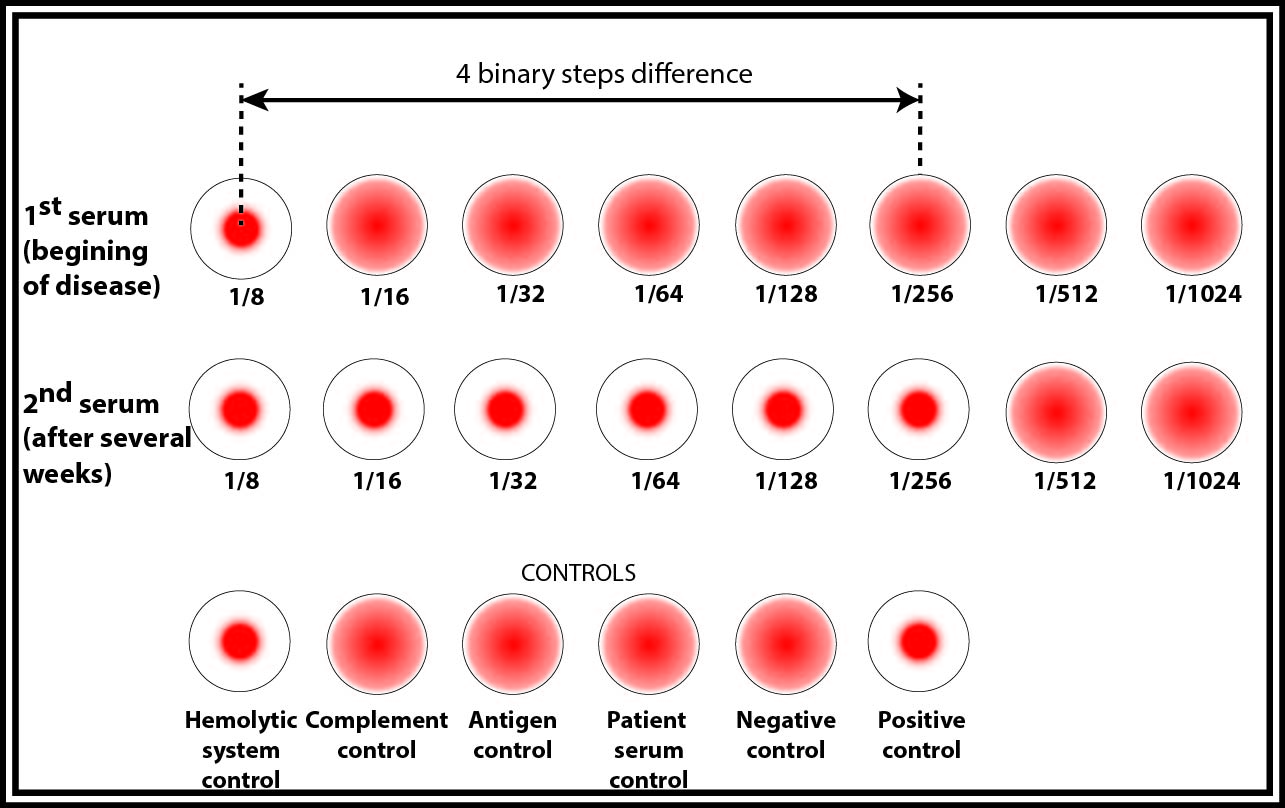 4 binary steps difference
1st serum
(begining
of disease)
1/8 1/16 1/32 1/64 1/128 1/256 1/512 1/1024
2nd serum
(after several
weeks)
1/8 1/16 1/32 1/64 1/128 1/256 1/512 1/1024
CONTROLS
Hemolytic
system
control
Complement
control
Antigen
control
Patient
serum
control
Negative
control
Positive
control